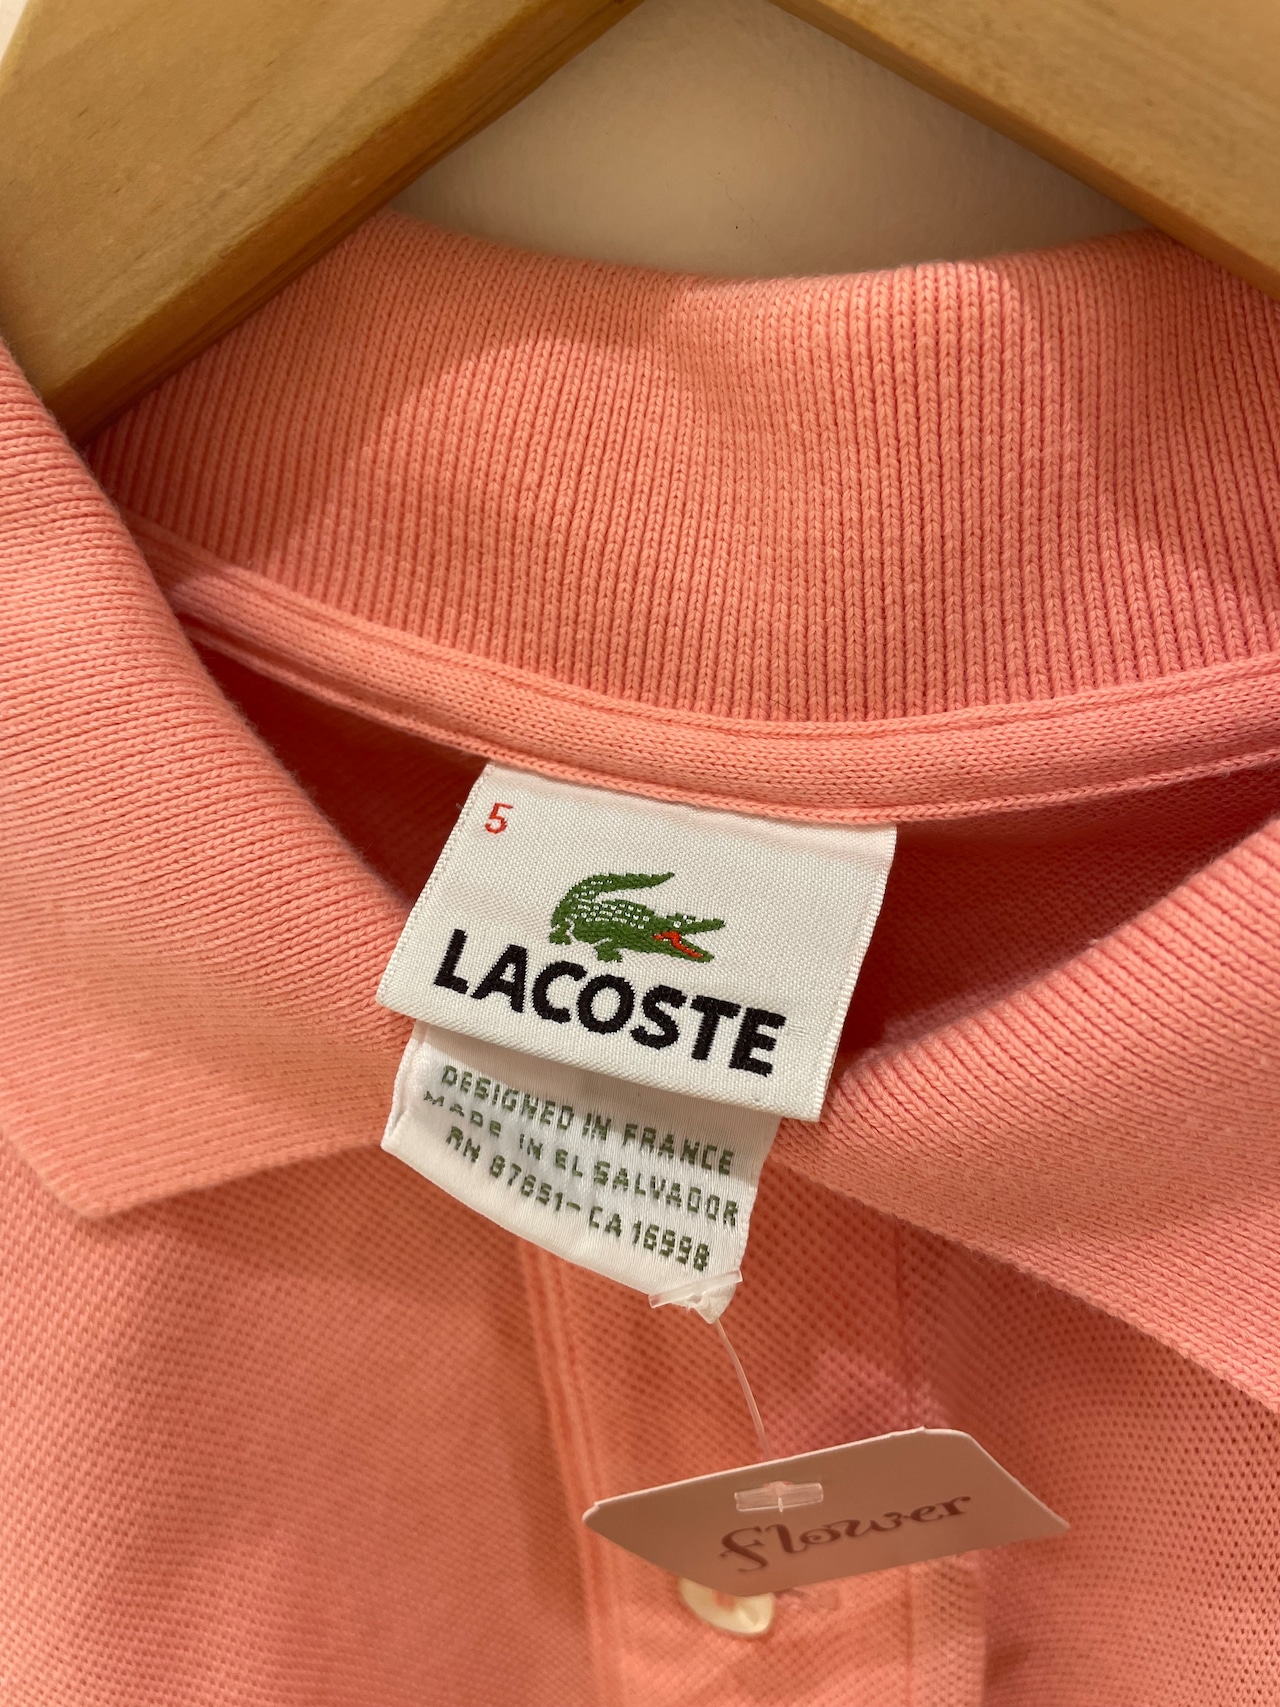 5
LACOSTE
DESIGNED IN FRANCE
MADE IN EL SALVADOR
RN 87651-CA 16998
flower